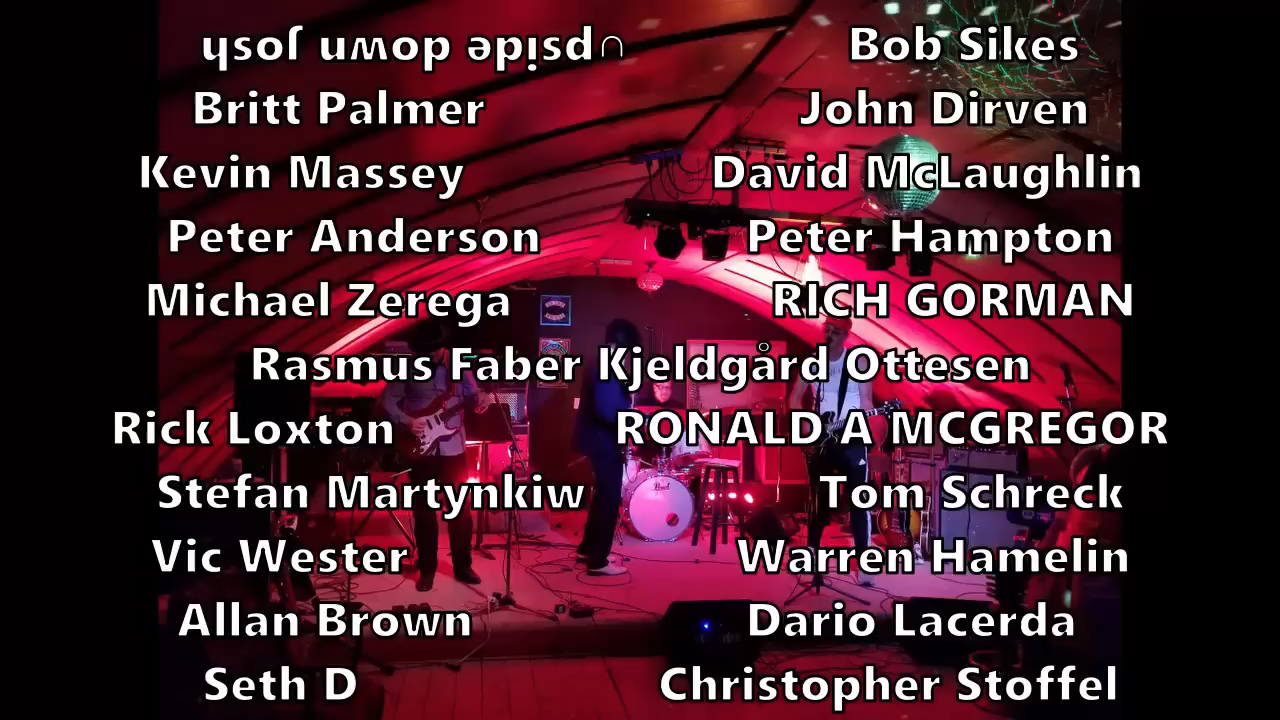 ɥsoſ uʍop ǝpᴉsd∩ Bob Sikes
Britt Palmer John Dirven
Kevin Massey David McLaughlin
Peter Anderson Peter Hampton
Michael Zerega RICH GORMAN
Rasmus Faber Kjeldgård Ottesen
Rick Loxton RONALD A MCGREGOR
Stefan Martynkiw Tom Schreck
Vic Wester Warren Hamelin
Allan Brown Dario Lacerda
Seth D Christopher Stoffel